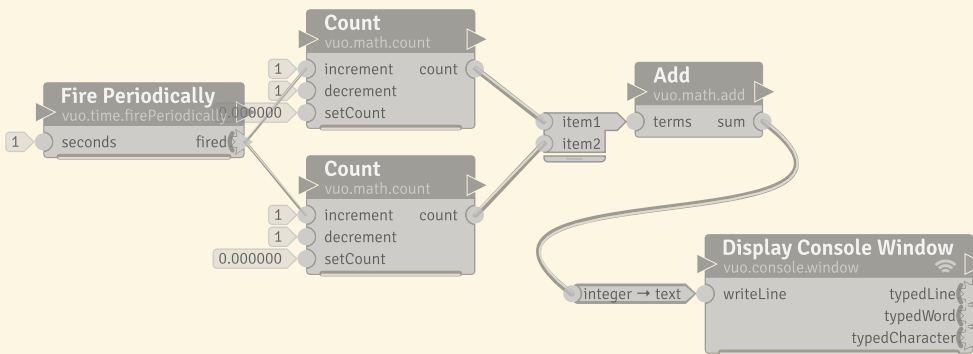 Count
vuo.math.count
1 increment count
1 decrement
0.000000 setCount
Fire Periodically
vuo.time.firePeriodically
1 seconds fired
Add
vuo.math.add
item1 terms sum
item2
Count
vuo.math.count
1 increment count
1 decrement
0.000000 setCount
Display Console Window
vuo.console.window
integer → text writeLine typedLine
typedWord
typedCharacter